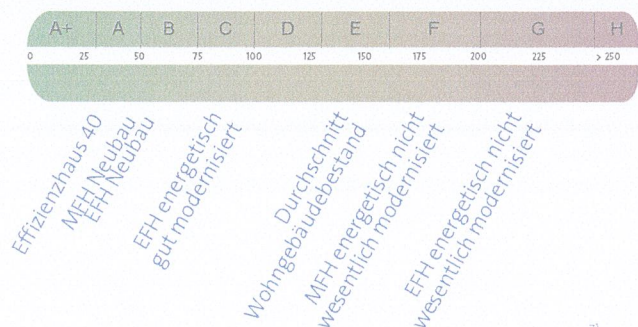 A+ A B C D E F G H
0 25 50 75 100 125 150 175 200 225 > 250
Effizienzhaus 40
MFH Neubau
EFH Neubau
EFH energetisch
gut modernisiert
Durchschnitt
Wohngebäudebestand
MFH energetisch nicht
wesentlich modernisiert
EFH energetisch nicht
wesentlich modernisiert